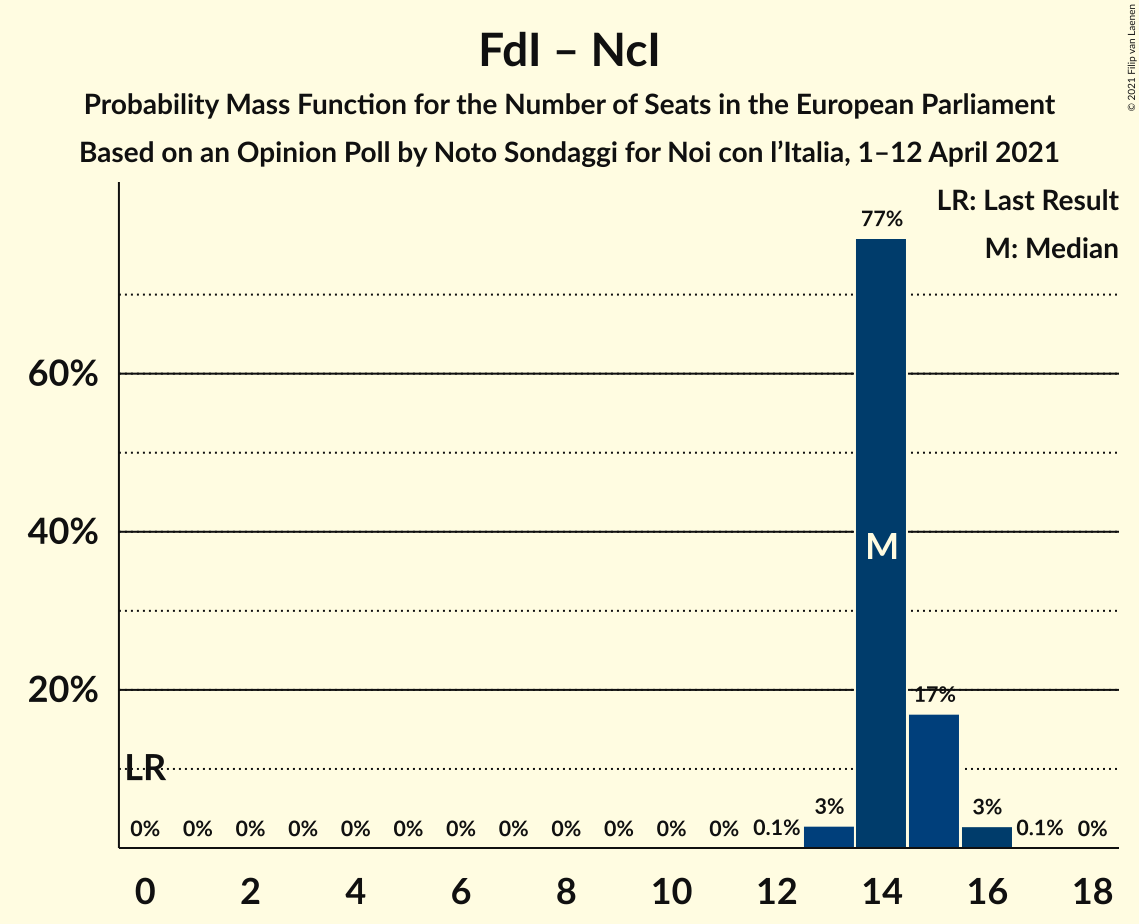 FdI – NcI
Probability Mass Function for the Number of Seats in the European Parliament
Based on an Opinion Poll by Noto Sondaggi for Noi con l’Italia, 1–12 April 2021
© 2021 Filip van Laenen
LR: Last Result
M: Median
77%
60%
40%
M
20%
17%
LR
3%
3%
0% 0% 0% 0% 0% 0% 0% 0% 0% 0% 0% 0% 0.1% 0.1% 0%
0 2 4 6 8 10 12 14 16 18